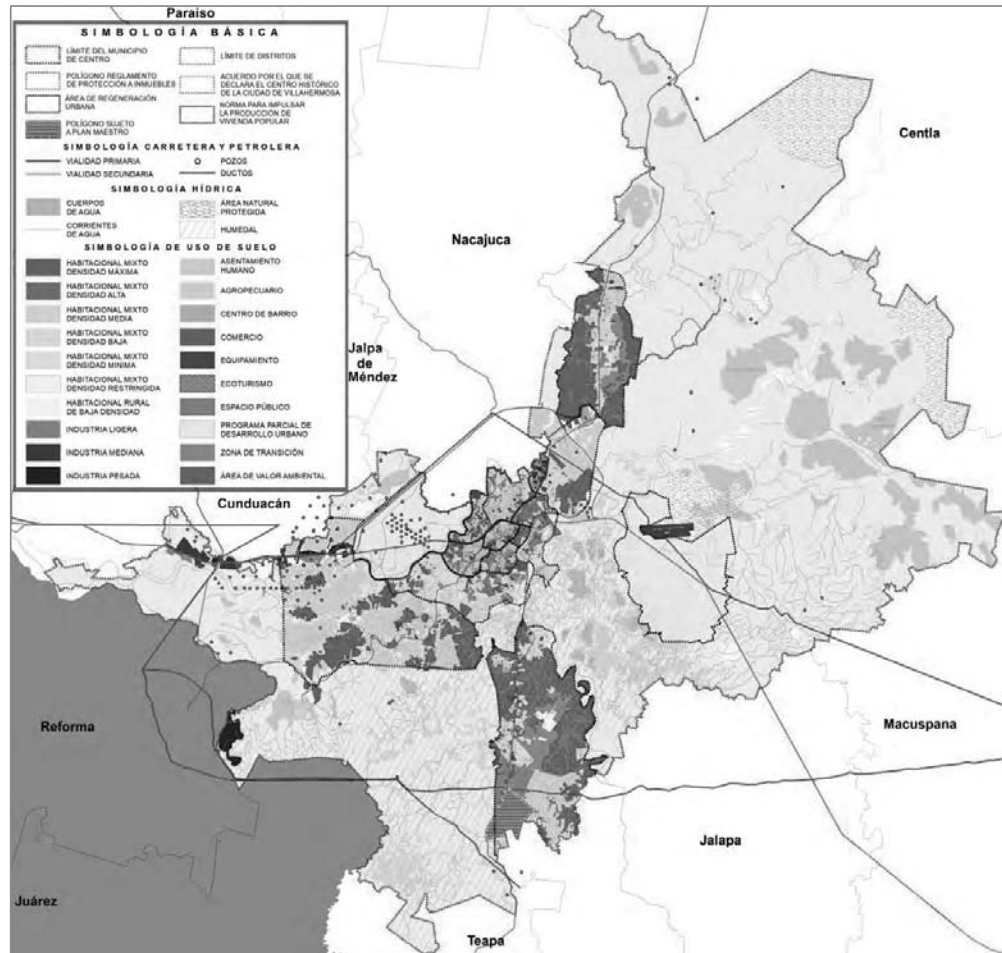 Paraiso
SIMBOLOGÍA BÁSICA
LÍMITE DEL MUNICIPIO
DE CENTRO
LÍMITE DE DISTRITOS
POLÍGONO REGLAMENTO
DE PROTECCIÓN A INMUEBLES
ACUERDO POR EL QUE SE
DECLARA EL CENTRO HISTÓRICO
DE LA CIUDAD DE VILLAHERMOSA
ÁREA DE REGENERACIÓN
URBANA
NORMA PARA IMPULSAR
LA PRODUCCIÓN DE
VIVIENDA POPULAR
POLÍGONO SUJETO
A PLAN MAESTRO
SIMBOLOGÍA CARRETERA Y PETROLERA
VIALIDAD PRIMARIA
POZOS
VIALIDAD SECUNDARIA
DUCTOS
SIMBOLOGÍA HÍDRICA
CUERPOS
DE AGUA
ÁREA NATURAL
PROTEGIDA
CORRIENTES
DE AGUA
HUMEDAL
SIMBOLOGÍA DE USO DE SUELO
HABITACIONAL MIXTO
DENSIDAD MÁXIMA
ASENTAMIENTO
HUMANO
HABITACIONAL MIXTO
DENSIDAD ALTA
AGROPECUARIO
HABITACIONAL MIXTO
DENSIDAD MEDIA
CENTRO DE BARRIO
HABITACIONAL MIXTO
DENSIDAD BAJA
COMERCIO
HABITACIONAL MIXTO
DENSIDAD MINIMA
EQUIPAMIENTO
HABITACIONAL MIXTO
DENSIDAD RESTRINGIDA
ECOTURISMO
HABITACIONAL RURAL
DE BAJA DENSIDAD
ESPACIO PÚBLICO
INDUSTRIA LIGERA
PROGRAMA PARCIAL DE
DESARROLLO URBANO
INDUSTRIA MEDIANA
ZONA DE TRANSICIÓN
INDUSTRIA PESADA
ÁREA DE VALOR AMBIENTAL
Centla
Nacajuca
Jalpa
de
Méndez
Cunduacán
Reforma
Macuspana
Jalapa
Juárez
Teapa